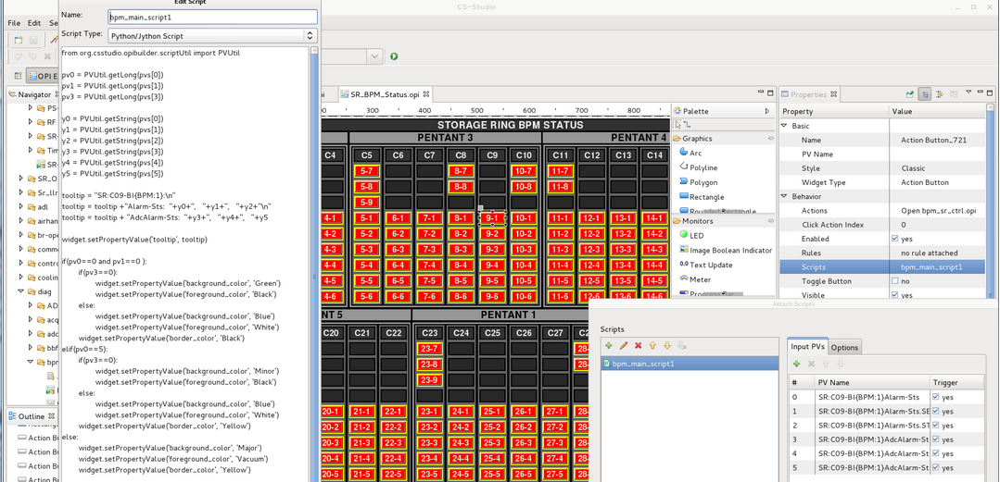 Edit Script
CS-Studio
Name: bpm_main_script1
Script Type: Python/Jython Script
File Edit Se
from org.csstudio.opibuilder.scriptUtil import PVUtil
pv0 = PVUtil.getLong(pvs[0])
pv1 = PVUtil.getLong(pvs[1])
pv3 = PVUtil.getLong(pvs[3])
y0 = PVUtil.getString(pvs[0])
y1 = PVUtil.getString(pvs[1])
y2 = PVUtil.getString(pvs[2])
y3 = PVUtil.getString(pvs[3])
y4 = PVUtil.getString(pvs[4])
y5 = PVUtil.getString(pvs[5])
tooltip = "SR:C09-BI{BPM:1}:\n"
tooltip = tooltip +"Alarm-Sts: "+y0+", "+y1+", "+y2+"\n"
tooltip = tooltip +"AdcAlarm-Sts: "+y3+", "+y4+", "+y5
widget.setPropertyValue('tooltip', tooltip)
if(pv0==0 and pv1==0 ):
if(pv3==0):
widget.setPropertyValue('background_color', 'Green')
widget.setPropertyValue('foreground_color', 'Black')
else:
widget.setPropertyValue('background_color', 'Blue')
widget.setPropertyValue('foreground_color', 'White')
widget.setPropertyValue('border_color', 'Black')
elif(pv0==5):
if(pv3==0):
widget.setPropertyValue('background_color', 'Minor')
widget.setPropertyValue('foreground_color', 'Black')
else:
widget.setPropertyValue('background_color', 'Blue')
widget.setPropertyValue('foreground_color', 'White')
widget.setPropertyValue('border_color', 'Yellow')
else:
widget.setPropertyValue('background_color', 'Major')
widget.setPropertyValue('foreground_color', 'Vacuum')
widget.setPropertyValue('border_color', 'Yellow')
OPI E
Navigator
PS-
RF
SR-
Tim
SR-
SR_O
Sr_llr
adl
airhan
br-ope
contro
coolin
diag
AD
acq
add
bbf
bpm
Outline
Action B
Action B
Action B
Action B
SR_BPM_Status.opi
200 300 400 500 600 700 800
STORAGE RING BPM STATUS
PENTANT 3 PENTANT 4
C4 C5 C6 C7 C8 C9 C10 C11 C12 C13 C14
5-7 8-7 10-7 11-7
5-8 8-8 10-8 11-8
5-9
4-1 5-1 6-1 7-1 8-1 9-1 10-1 11-1 12-1 13-1 14-1
4-2 5-2 6-2 7-2 8-2 9-2 10-2 11-2 12-2 13-2 14-2
4-3 5-3 6-3 7-3 8-3 9-3 10-3 11-3 12-3 13-3 14-3
4-4 5-4 6-4 7-4 8-4 9-4 10-4 11-4 12-4 13-4 14-4
4-5 5-5 6-5 7-5 8-5 9-5 10-5 11-5 12-5 13-5 14-5
4-6 5-6 6-6 7-6 8-6 9-6 10-6 11-6 12-6 13-6 14-6
NT 5 PENTANT 1
C20 C21 C22 C23 C24 C25 C26 C27 C2
23-7 28-
23-8 28-
23-9
20-1 21-1 22-1 23-1 24-1 25-1 26-1 27-1 28-
20-2 21-2 22-2 23-2 24-2 25-2 26-2 27-2 28-
20-3 21-3 22-3 23-3 24-3 25-3 26-3 27-3 28-
20-4 21-4 22-4 23-4 24-4 25-4 26-4 27-4 28-
20-5 21-5 22-5 23-5 24-5 25-5 26-5 27-5 28-
Palette
Graphics
Arc
Polyline
Polygon
Rectangle
Rounded Rectangle
Monitors
LED
Image Boolean Indicator
Text Update
Meter
Properties
Property Value
Basic
Name Action Button_721
PV Name
Style Classic
Widget Type Action Button
Behavior
Actions Open bpm_sr_ctrl.opi
Click Action Index 0
Enabled yes
Rules no rule attached
Scripts bpm_main_script1
Toggle Button no
Visible yes
Attach Scripts
Scripts
bpm_main_script1
Input PVs Options
# PV Name Trigger
0 SR:C09-BI{BPM:1}Alarm-Sts yes
1 SR:C09-BI{BPM:1}Alarm-Sts.SE yes
2 SR:C09-BI{BPM:1}Alarm-Sts.ST yes
3 SR:C09-BI{BPM:1}AdcAlarm-St yes
4 SR:C09-BI{BPM:1}AdcAlarm-St yes
5 SR:C09-BI{BPM:1}AdcAlarm-St yes